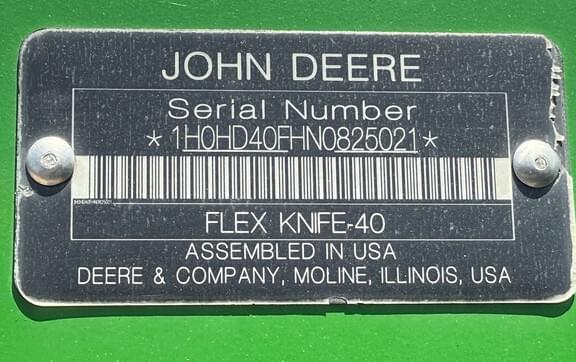 JOHN DEERE
Serial Number
*1H0HD40FHN0825021*
FLEX KNIFE-40
ASSEMBLED IN USA
DEERE & COMPANY, MOLINE, ILLINOIS, USA